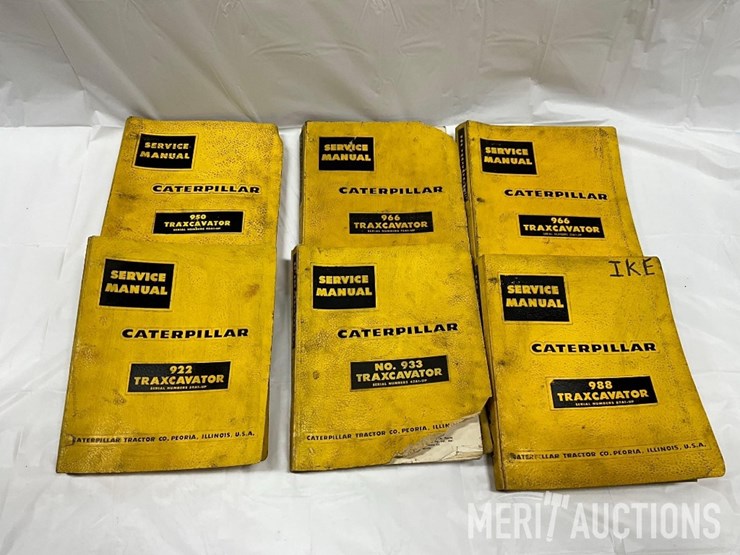 SERVICE
MANUAL
CATERPILLAR
950
TRAXCAVATOR
SERVICE
MANUAL
CATERPILLAR
966
TRAXCAVATOR
SERVICE
MANUAL
CATERPILLAR
966
TRAXCAVATOR
SERVICE
MANUAL
CATERPILLAR
922
TRAXCAVATOR
CATERPILLAR TRACTOR CO. PEORIA, ILLINOIS, U.S.A.
SERVICE
MANUAL
CATERPILLAR
NO. 933
TRAXCAVATOR
CATERPILLAR TRACTOR CO. PEORIA, ILLINOIS, U.S.A.
IKE
SERVICE
MANUAL
CATERPILLAR
988
TRAXCAVATOR
CATERPILLAR TRACTOR CO. PEORIA, ILLINOIS, U.S.A.
MERIT AUCTIONS